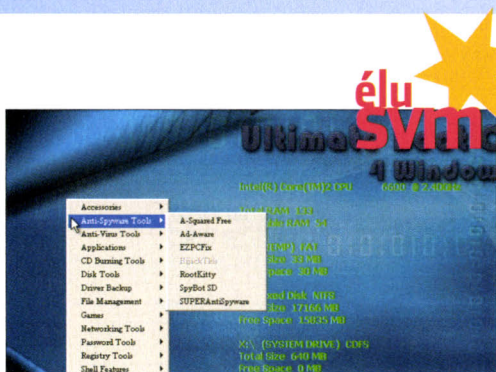 élu
SVM
4 Window
Intel(R) Core(TM)2 CPU 6600 @ 2.40GHz
Accessories
Anti-Spyware Tools
Anti-Virus Tools
Applications
CD Burning Tools
Disk Tools
Driver Backup
File Management
Games
Networking Tools
Password Tools
Registry Tools
Shell Features
A-Squared Free
Ad-Aware
EZPCFix
HijackThis
RootKitty
SpyBot SD
SUPERAntiSpyware
Size 33 MB
Space 30 MB
Disk NTFS
Size 17166 MB
Free Space 15835 MB
X:\ (SYSTEM DRIVE) CDFS
Total Size 640 MB
Free Space 0 MB